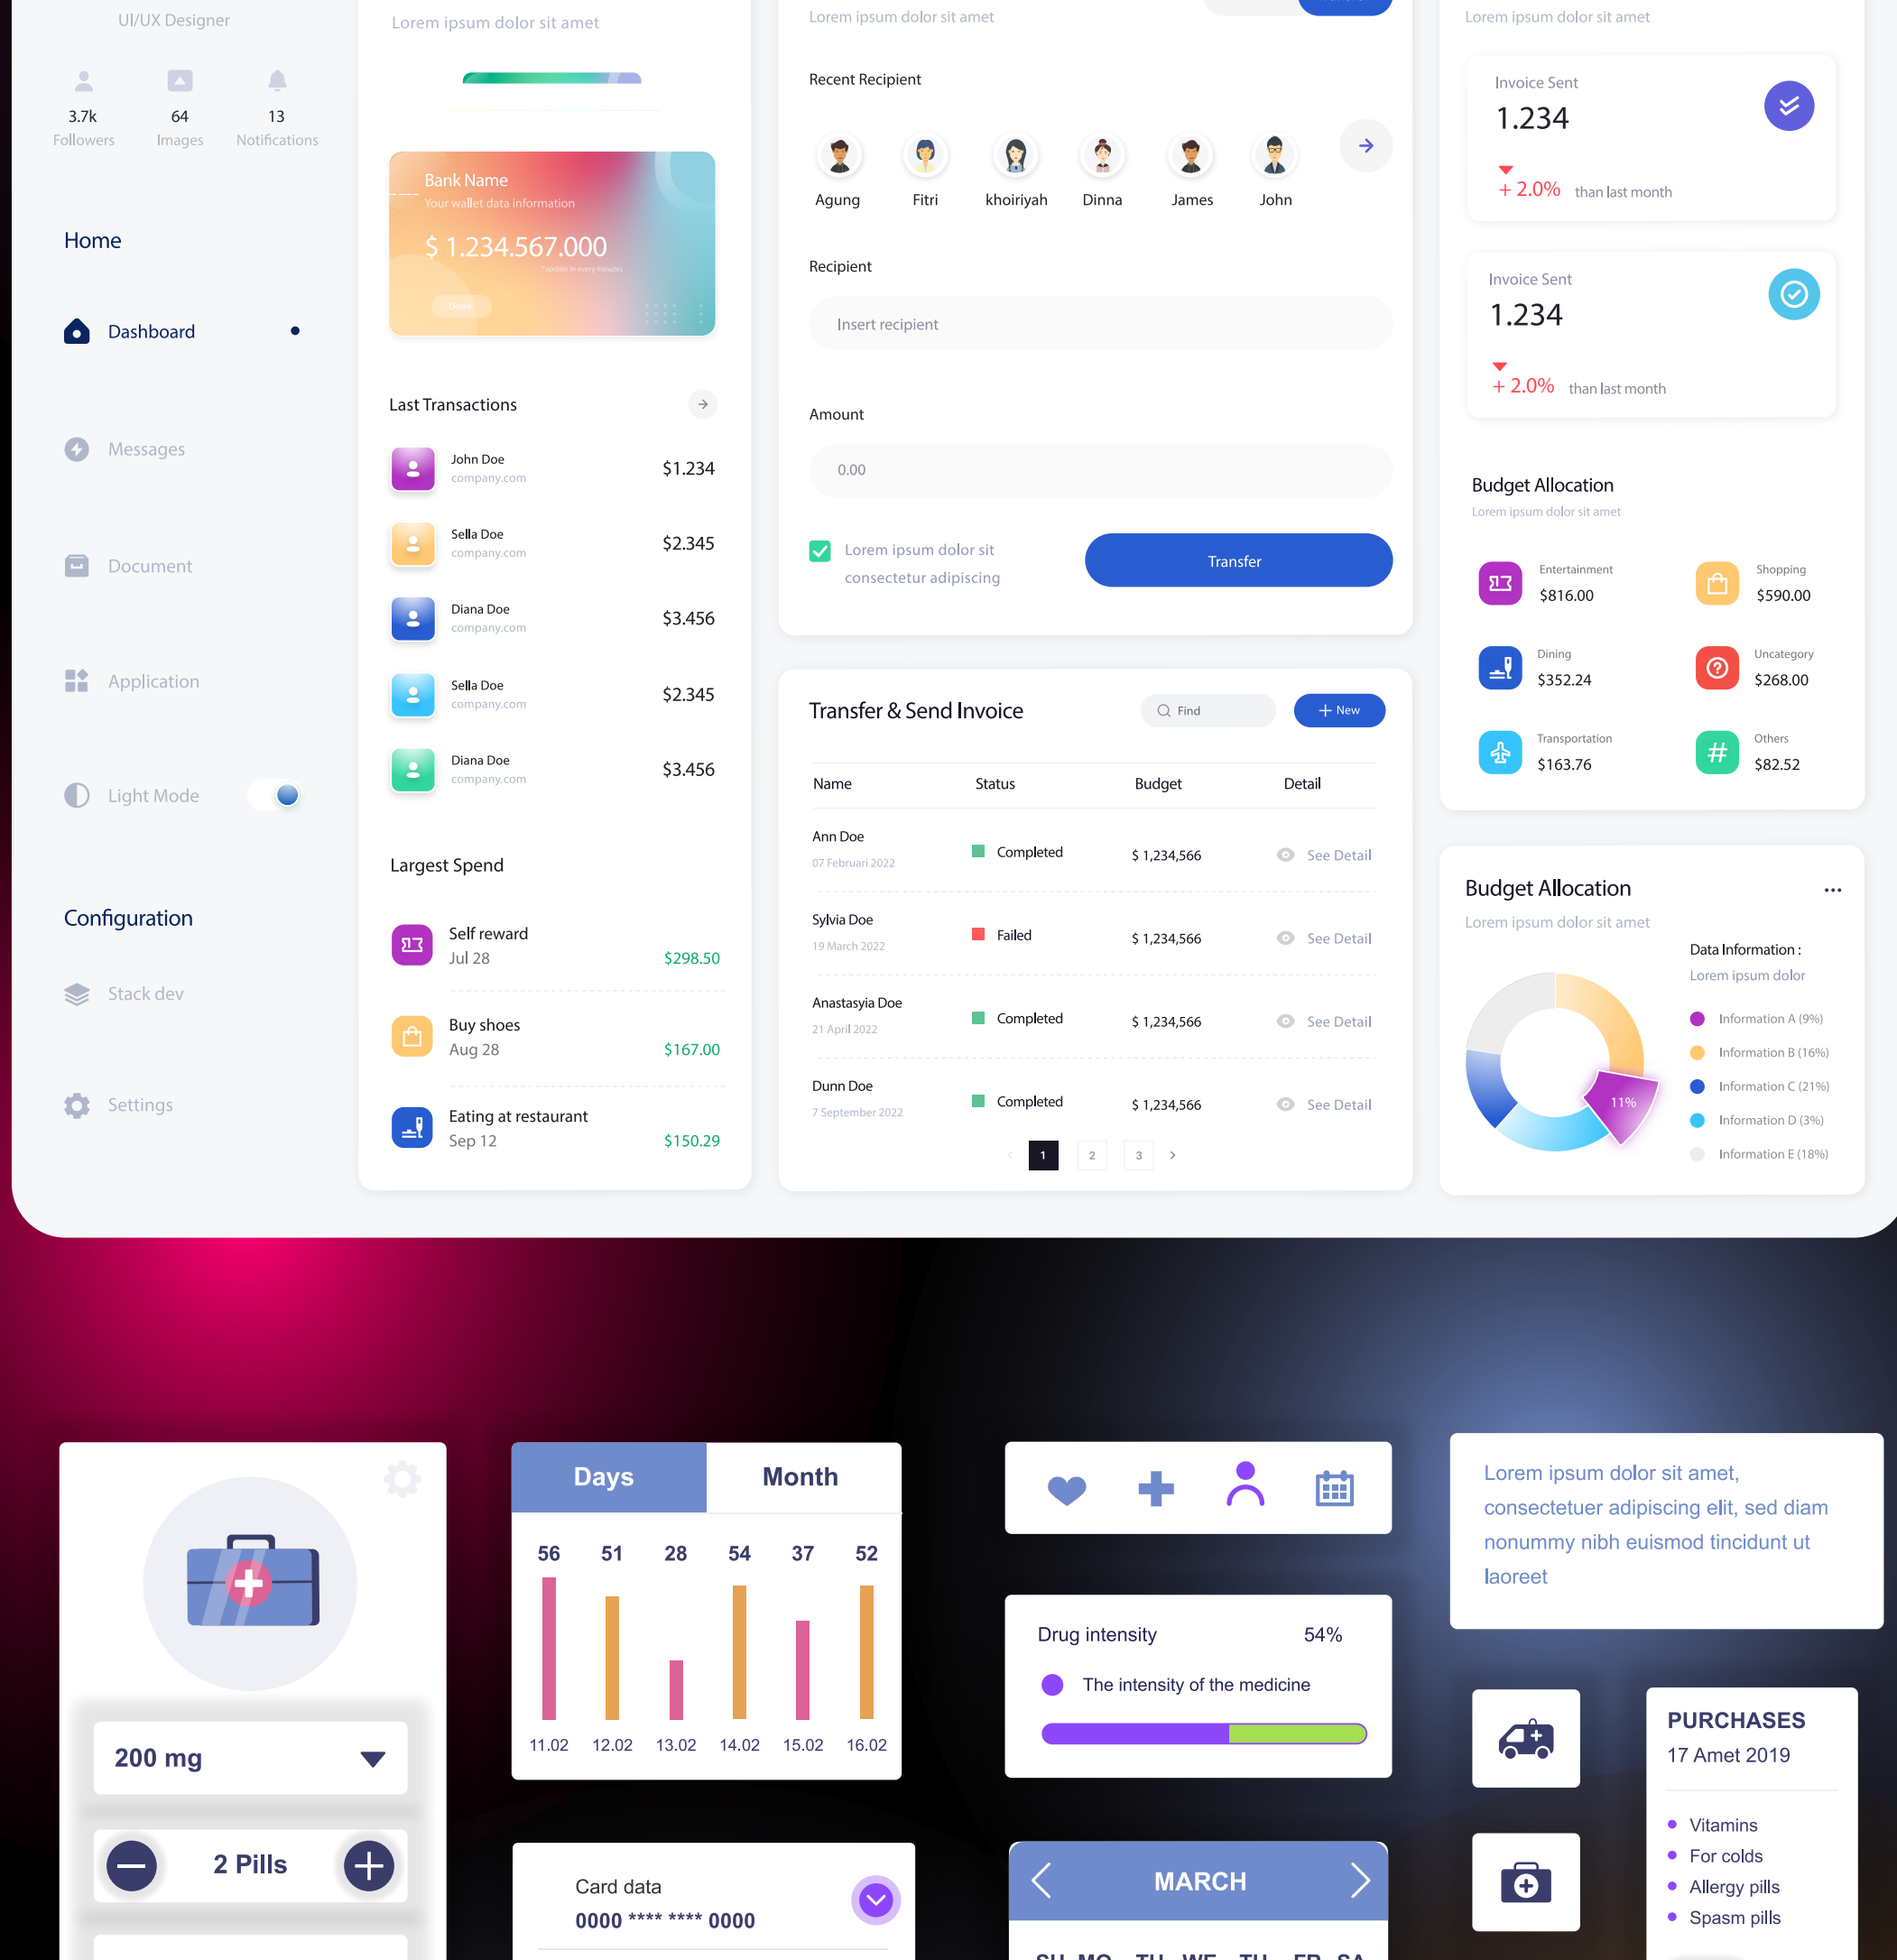 UI/UX Designer
3.7k
Followers
64
Images
13
Notifications
Home
Dashboard
Messages
Document
Application
Light Mode
Configuration
Stack dev
Settings
Lorem ipsum dolor sit amet
Bank Name
Your wallet data information
$ 1.234.567.000
*update in every minutes
Details
Last Transactions
John Doe
company.com
$1.234
Sella Doe
company.com
$2.345
Diana Doe
company.com
$3.456
Sella Doe
company.com
$2.345
Diana Doe
company.com
$3.456
Largest Spend
Self reward
Jul 28
$298.50
Buy shoes
Aug 28
$167.00
Eating at restaurant
Sep 12
$150.29
Lorem ipsum dolor sit amet
Transfer
Recent Recipient
Agung
Fitri
khoiriyah
Dinna
James
John
Recipient
Insert recipient
Amount
0.00
Lorem ipsum dolor sit
consectetur adipiscing
Transfer
Transfer & Send Invoice
Find
+ New
Name Status Budget Detail
Ann Doe
07 Februari 2022
Completed
$ 1,234,566
See Detail
Sylvia Doe
19 March 2022
Failed
$ 1,234,566
See Detail
Anastasyia Doe
21 April 2022
Completed
$ 1,234,566
See Detail
Dunn Doe
7 September 2022
Completed
$ 1,234,566
See Detail
< 1 2 3 >
Lorem ipsum dolor sit amet
Invoice Sent
1.234
+ 2.0% than last month
Invoice Sent
1.234
+ 2.0% than last month
Budget Allocation
Lorem ipsum dolor sit amet
Entertainment
$816.00
Shopping
$590.00
Dining
$352.24
Uncategory
$268.00
Transportation
$163.76
#
Others
$82.52
Budget Allocation
Lorem ipsum dolor sit amet
Data Information :
Lorem ipsum dolor
Information A (9%)
Information B (16%)
Information C (21%)
Information D (3%)
Information E (18%)
11%
200 mg
2 Pills
Days Month
56 51 28 54 37 52
11.02 12.02 13.02 14.02 15.02 16.02
Card data
0000 **** **** 0000
Drug intensity 54%
The intensity of the medicine
MARCH
SU MO TU WE TU FR SA
Lorem ipsum dolor sit amet,
consectetuer adipiscing elit, sed diam
nonummy nibh euismod tincidunt ut
laoreet
PURCHASES
17 Amet 2019
Vitamins
For colds
Allergy pills
Spasm pills